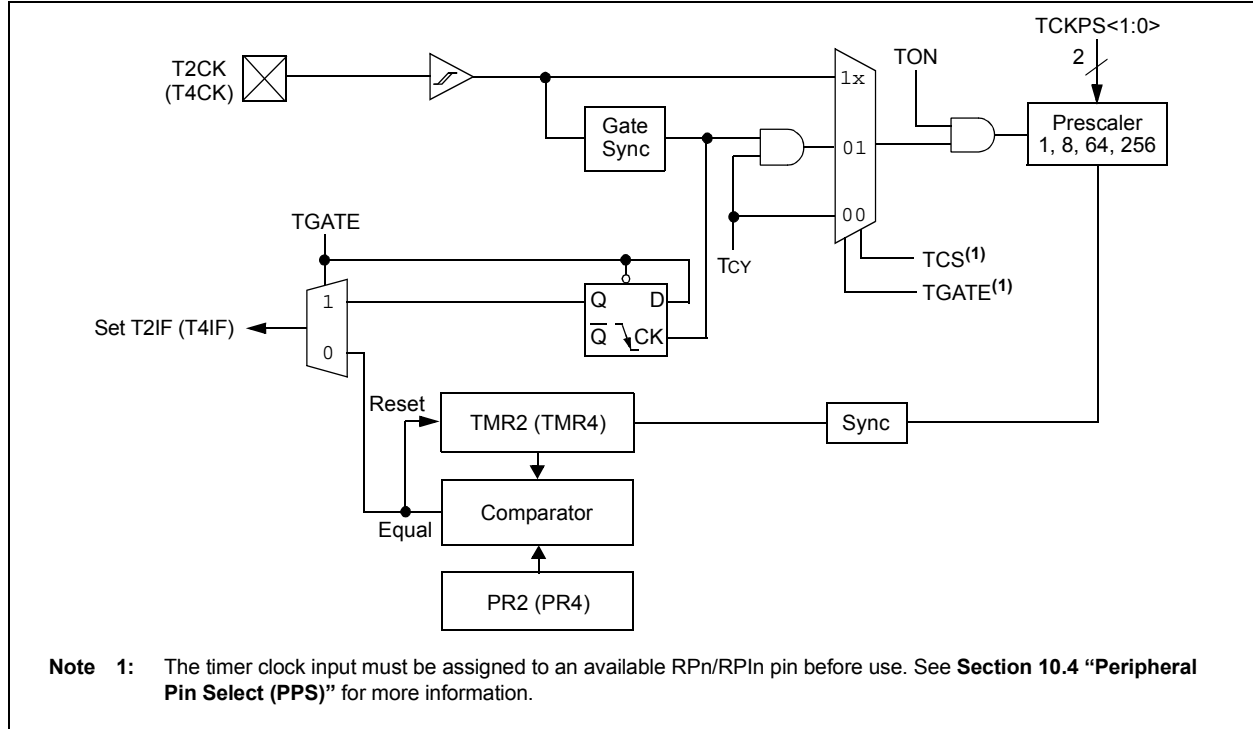 TCKPS<1:0>
2
T2CK
(T4CK)
TON
1x
Gate
Sync
01
Prescaler
1, 8, 64, 256
00
TGATE
TCY
TCS(1)
TGATE(1)
1
Q
D
Set T2IF (T4IF)
Q
CK
0
Reset
TMR2 (TMR4)
Sync
Equal
Comparator
PR2 (PR4)
Note 1: The timer clock input must be assigned to an available RPn/RPIn pin before use. See Section 10.4 “Peripheral
Pin Select (PPS)” for more information.